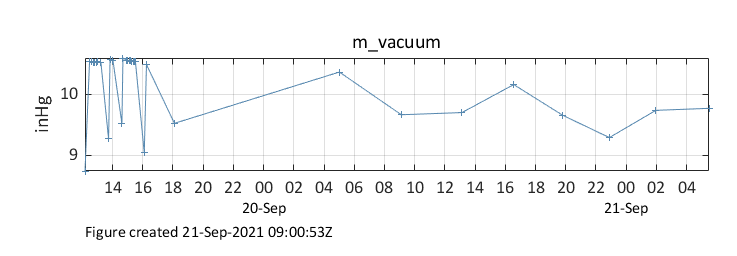 m_vacuum
10
inHg
9
14 16 18 20 22 00 02 04 06 08 10 12 14 16 18 20 22 00 02 04
20-Sep 21-Sep
Figure created 21-Sep-2021 09:00:53Z